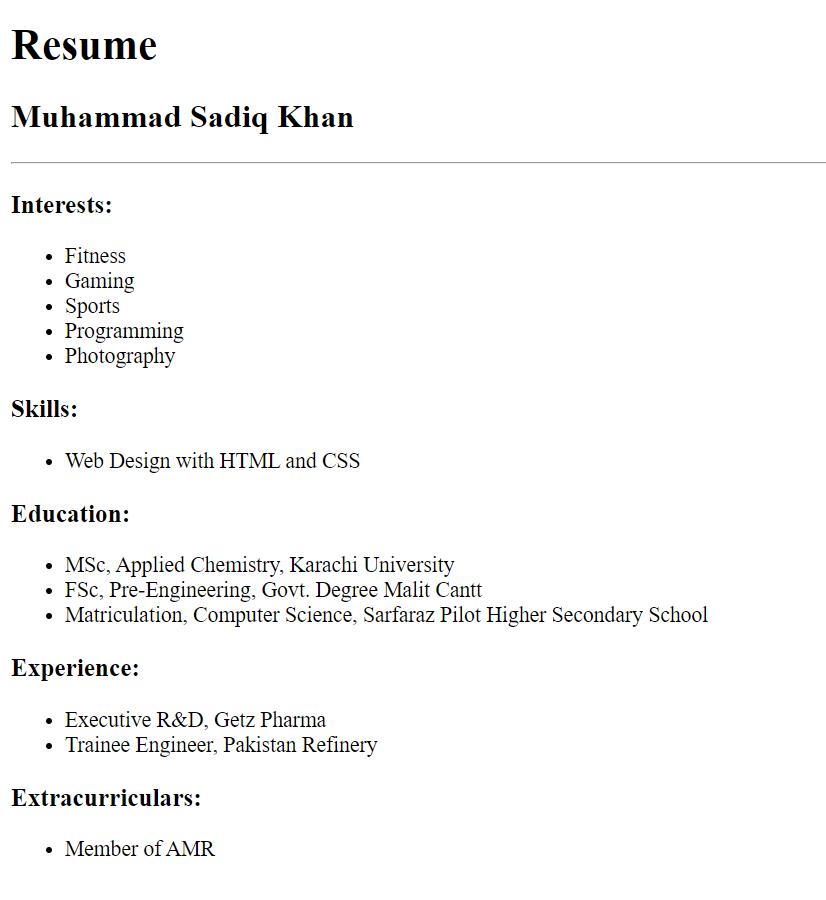 Resume
Muhammad Sadiq Khan
Interests:
Fitness
Gaming
Sports
Programming
Photography
Skills:
Web Design with HTML and CSS
Education:
MSc, Applied Chemistry, Karachi University
FSc, Pre-Engineering, Govt. Degree Malit Cantt
Matriculation, Computer Science, Sarfaraz Pilot Higher Secondary School
Experience:
Executive R&D, Getz Pharma
Trainee Engineer, Pakistan Refinery
Extracurriculars:
Member of AMR